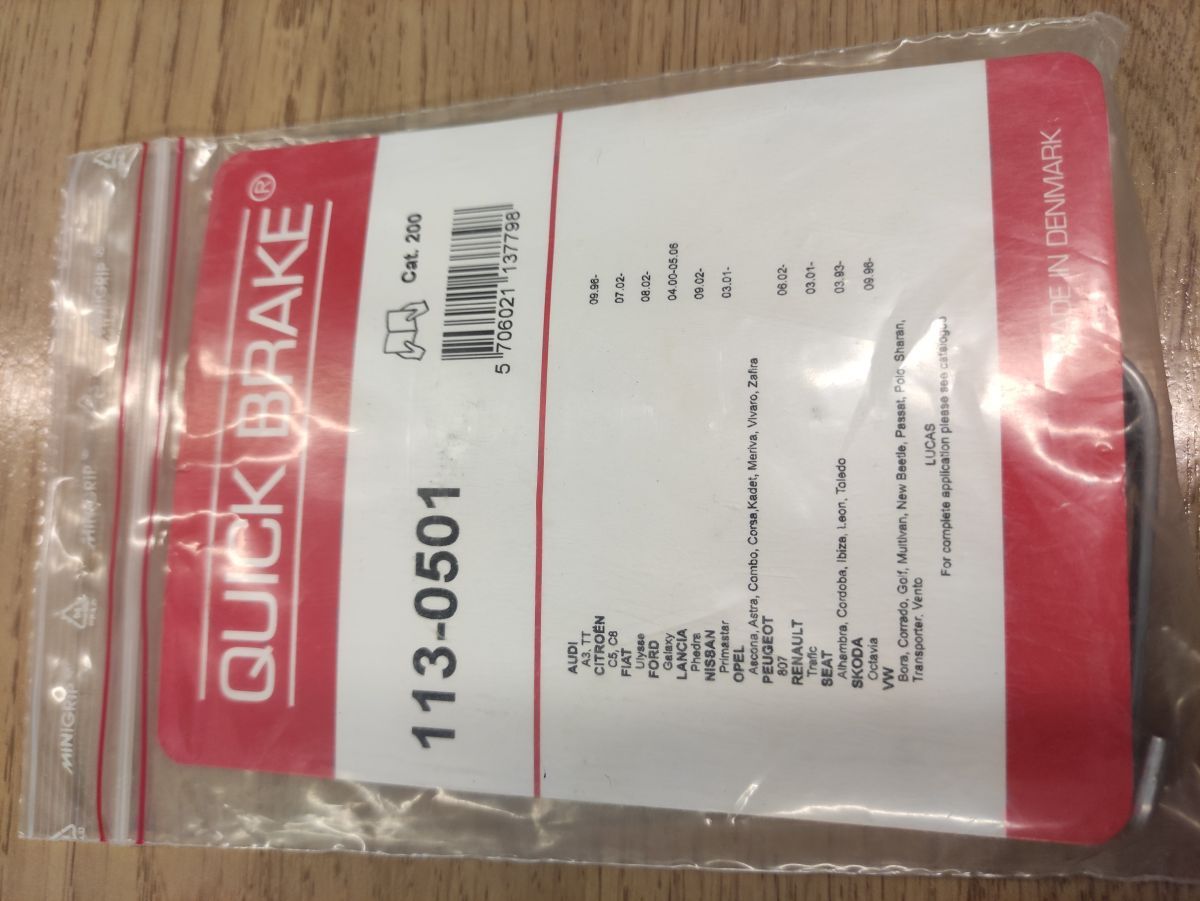 MINIGRIP®
MINIGRIP®
MINIGRIP®
QUICK BRAKE®
113-0501
Cat. 200
5 706021 137798
AUDI
A3, TT 09.96-
CITROËN
C5, C8 07.02-
FIAT
Ulysse 08.02-
FORD
Galaxy 04.00-05.06
LANCIA
Phedra 09.02-
NISSAN
Primastar 03.01-
OPEL
Ascona, Astra, Combo, Corsa,Kadet, Meriva, Vivaro, Zafira
PEUGEOT
807 06.02-
RENAULT
Trafic 03.01-
SEAT
Alhambra, Cordoba, Ibiza, Leon, Toledo 03.93-
SKODA
Octavia 09.96-
VW
Bora, Corrado, Golf, Multivan, New Beetle, Passat, Polo, Sharan,
Transporter, Vento
LUCAS
For complete application please see catalogue
MADE IN DENMARK